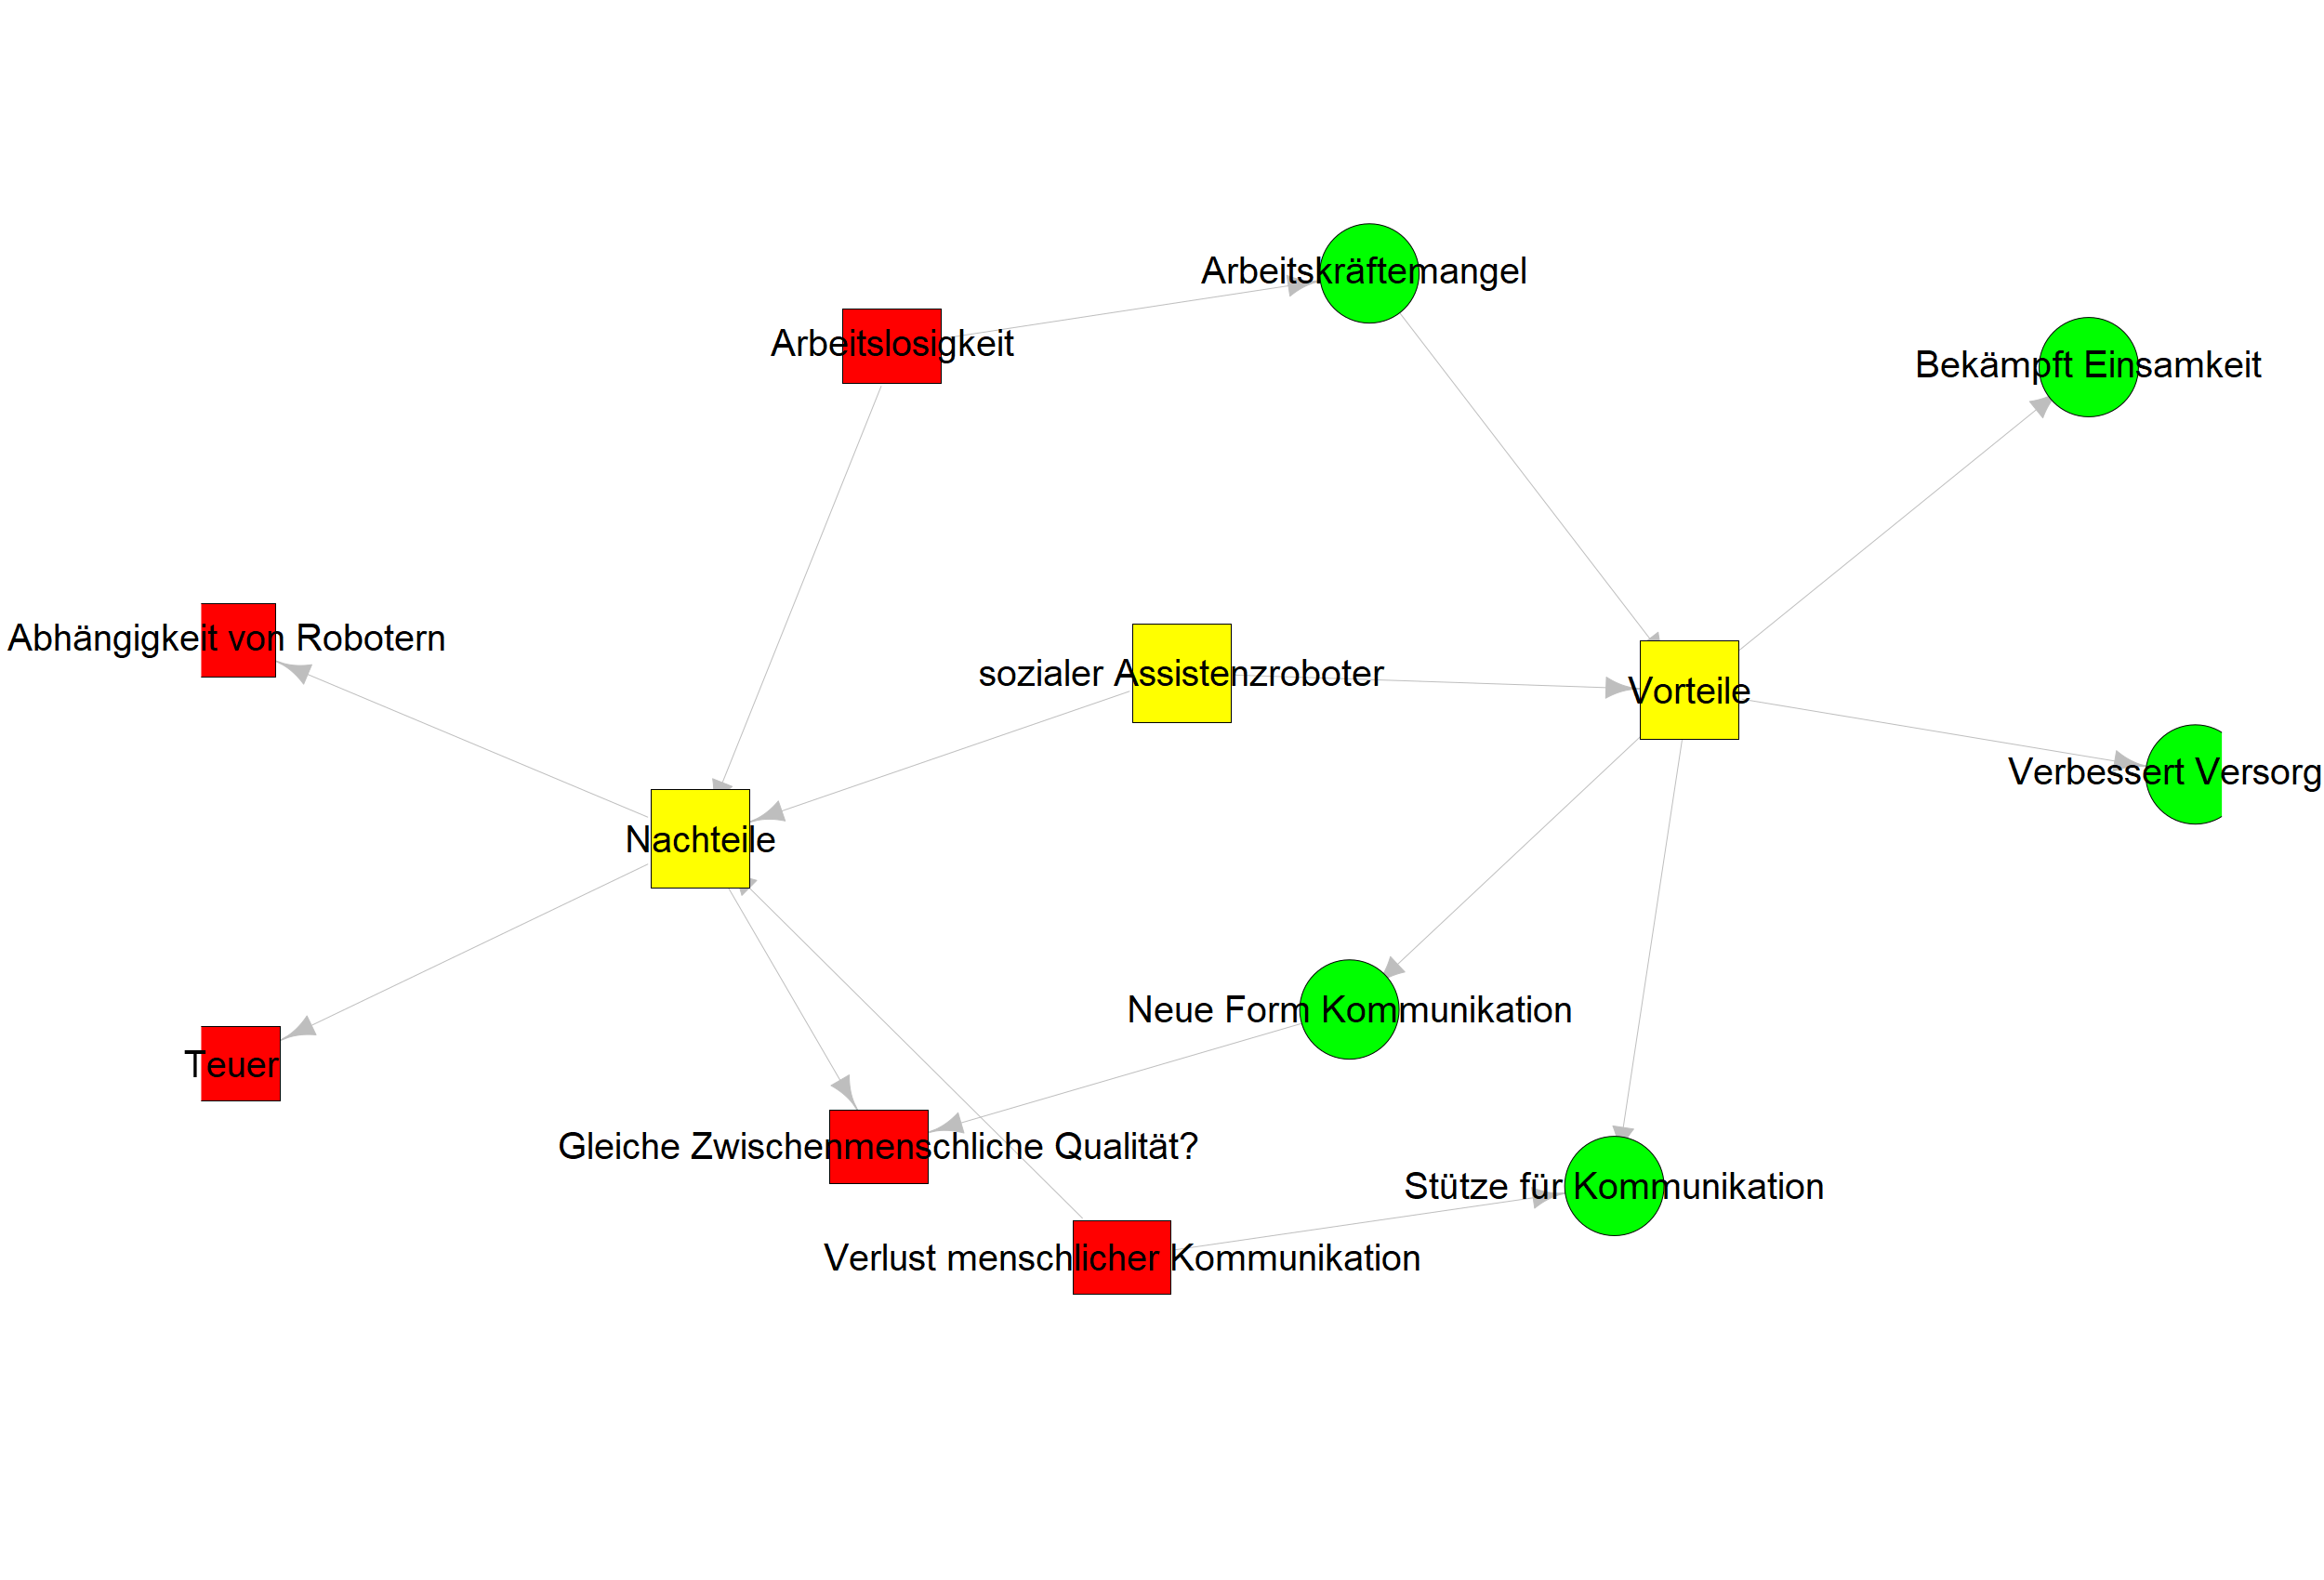 Arbeitskräftemangel
Arbeitslosigkeit
Bekämpft Einsamkeit
Abhängigkeit von Robotern
sozialer Assistenzroboter
Vorteile
Verbessert Versorg
Nachteile
Neue Form Kommunikation
Teuer
Gleiche Zwischenmenschliche Qualität?
Stütze für Kommunikation
Verlust menschlicher Kommunikation